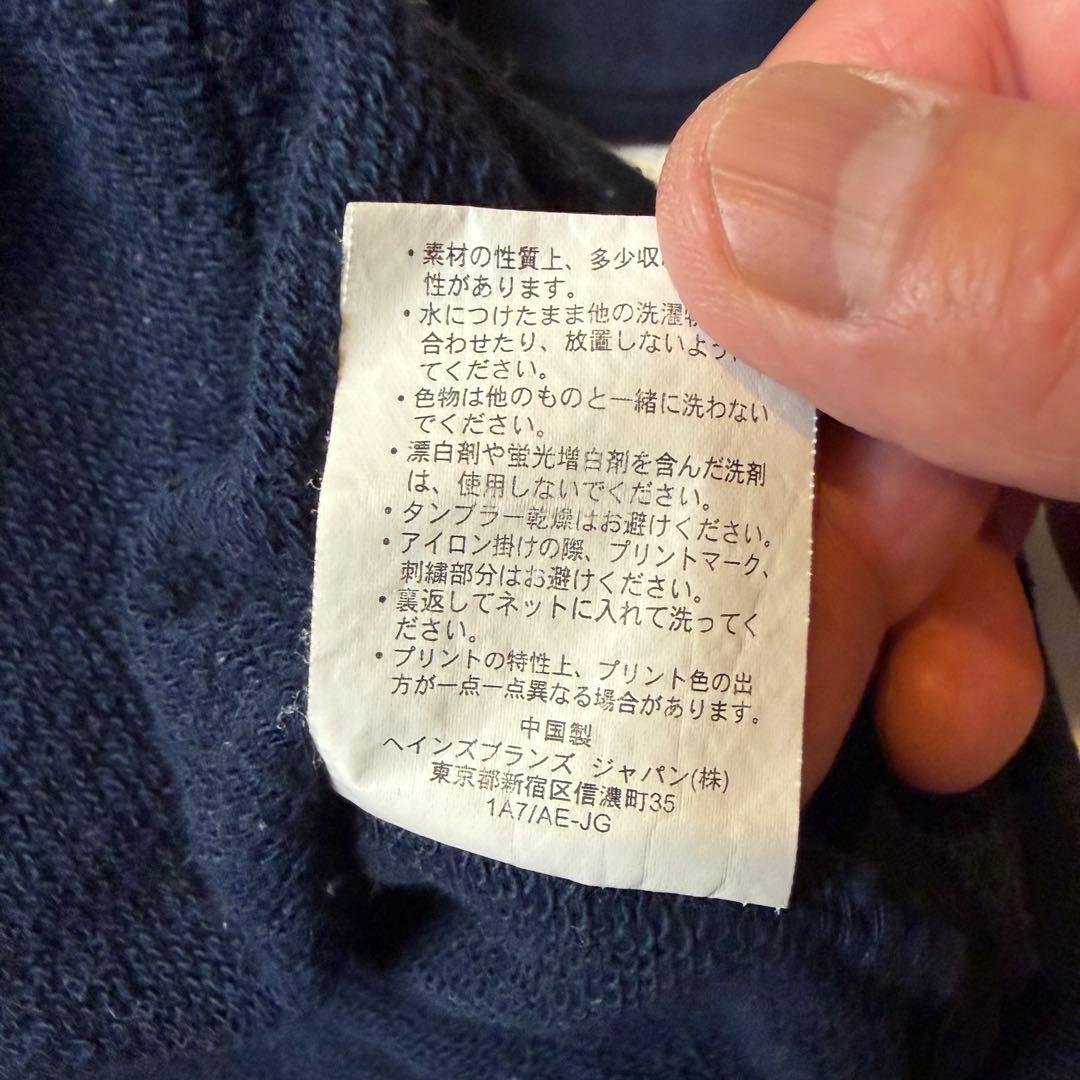 ・素材の性質上、多少収
性があります。
・水につけたまま他の洗濯
合わせたり、放置しないよう
てください。
・色物は他のものと一緒に洗わない
でください。
・漂白剤や蛍光増白剤を含んだ洗剤
は、使用しないでください。
・タンブラー乾燥はお避けください。
・アイロン掛けの際、プリントマーク、
刺繍部分はお避けください。
・裏返してネットに入れて洗ってく
ださい。
・プリントの特性上、プリント色の出
方が一点一点異なる場合があります。
中国製
ヘインズブランズ ジャパン(株)
東京都新宿区信濃町35
1A7/AE-JG